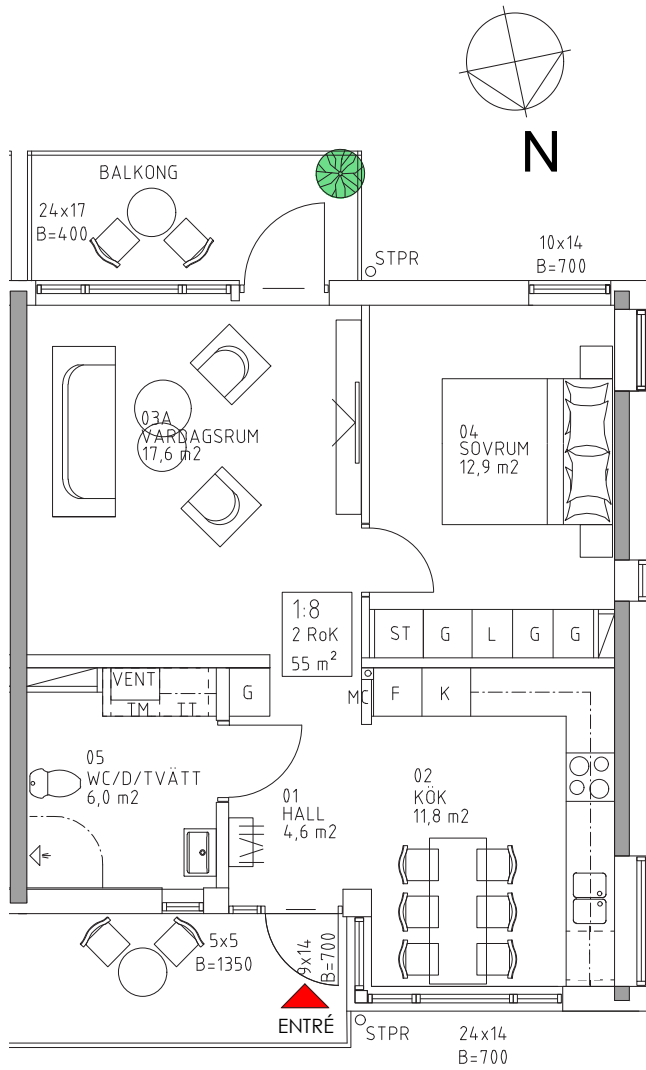 N
BALKONG
24x17
B=400
STPR
10x14
B=700
03A
VARDAGSRUM
17,6 m2
04
SOVRUM
12,9 m2
1:8
2 RoK
55 m²
ST G L G G
VENT
TM TT
G
MC
F K
05
WC/D/TVÄTT
6,0 m2
01
HALL
4,6 m2
02
KÖK
11,8 m2
5x5
B=1350
9x14
B=700
ENTRÉ
STPR
24x14
B=700